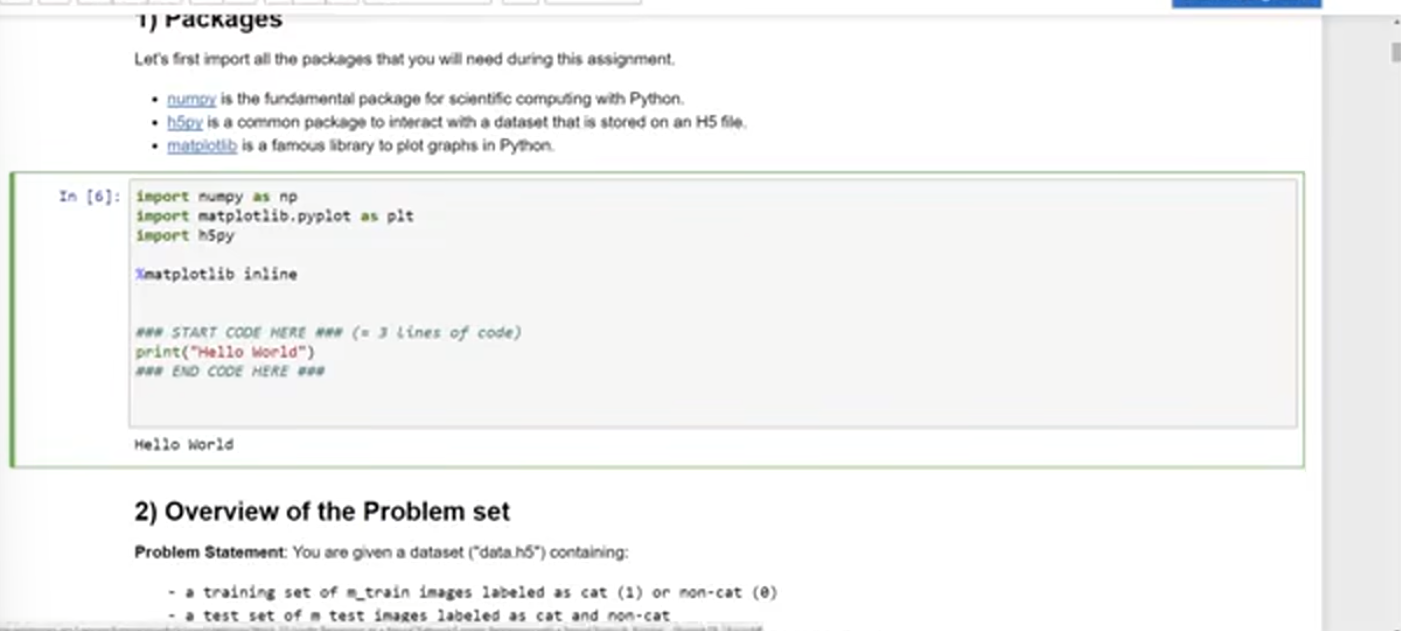 1) Packages
Let's first import all the packages that you will need during this assignment.
• numpy is the fundamental package for scientific computing with Python.
• h5py is a common package to interact with a dataset that is stored on an H5 file.
• matplotlib is a famous library to plot graphs in Python.
In [6]: import numpy as np
import matplotlib.pyplot as plt
import h5py
%matplotlib inline
### START CODE HERE ### (≈ 3 lines of code)
print("Hello World")
### END CODE HERE ###
Hello World
2) Overview of the Problem set
Problem Statement: You are given a dataset ("data.h5") containing:
- a training set of m_train images labeled as cat (1) or non-cat (0)
- a test set of m test images labeled as cat and non-cat